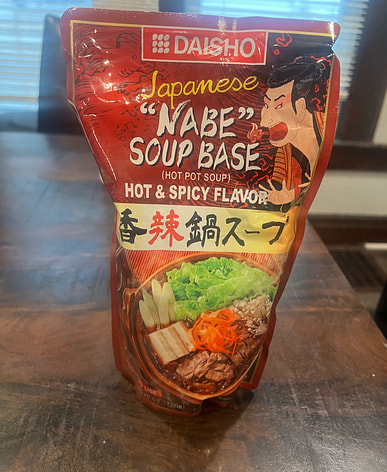 DAISHO
Japanese
"NABE"
SOUP BASE
(HOT POT SOUP)
HOT & SPICY FLAVOR
香辣鍋スープ